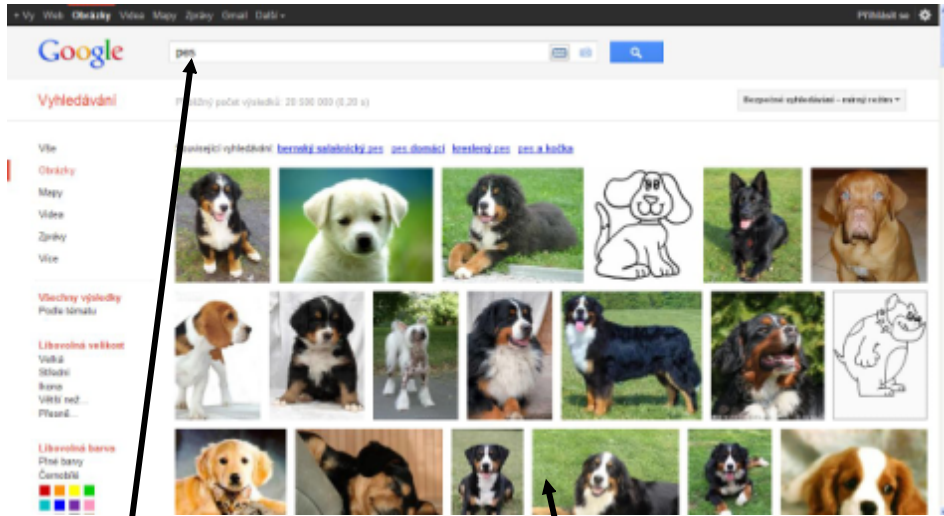 + Vy Web Obrázky Videa Mapy Zprávy Gmail Další Přihlásit se
Google pes
Vyhledávání Přibližný počet výsledků: 20 500 000 (0,20 s) Bezpečné vyhledávání – mírný režim
Vše
Související vyhledávání: bernský salašnický pes pes domácí kreslený pes pes a kočka
Obrázky
Mapy
Videa
Zprávy
Více
Všechny výsledky
Podle tématu
Libovolná velikost
Velká
Střední
Ikona
Větší než...
Přesně...
Libovolná barva
Plné barvy
Černobílé